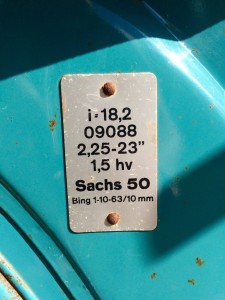 i=18,2
09088
2,25-23"
1,5 hv
Sachs 50
Bing 1-10-63/10 mm